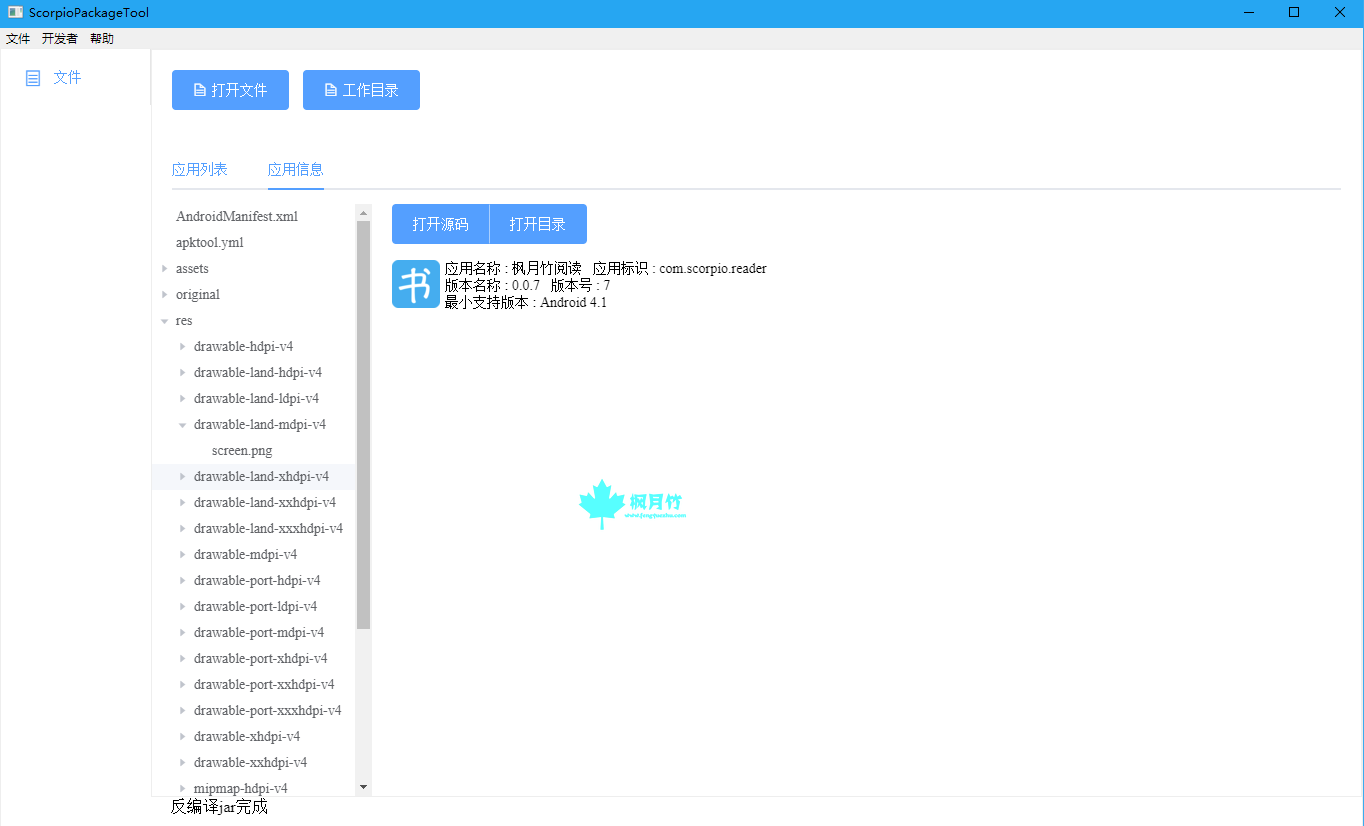 ScorpioPackageTool
文件 开发者 帮助
文件
打开文件 工作目录
应用列表 应用信息
AndroidManifest.xml
apktool.yml
assets
original
res
drawable-hdpi-v4
drawable-land-hdpi-v4
drawable-land-ldpi-v4
drawable-land-mdpi-v4
screen.png
drawable-land-xhdpi-v4
drawable-land-xxhdpi-v4
drawable-land-xxxhdpi-v4
drawable-mdpi-v4
drawable-port-hdpi-v4
drawable-port-ldpi-v4
drawable-port-mdpi-v4
drawable-port-xhdpi-v4
drawable-port-xxhdpi-v4
drawable-port-xxxhdpi-v4
drawable-xhdpi-v4
drawable-xxhdpi-v4
mipmap-hdpi-v4
打开源码 打开目录
书
应用名称 : 枫月竹阅读 应用标识 : com.scorpio.reader
版本名称 : 0.0.7 版本号 : 7
最小支持版本 : Android 4.1
枫月竹
反编译jar完成